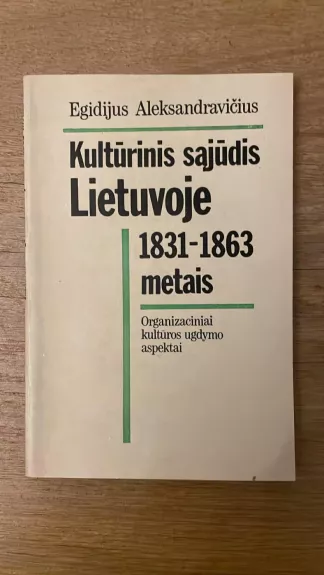 Egidijus Aleksandravičius
Kultūrinis sąjūdis
Lietuvoje
1831-1863
metais
Organizaciniai
kultūros ugdymo
aspektai